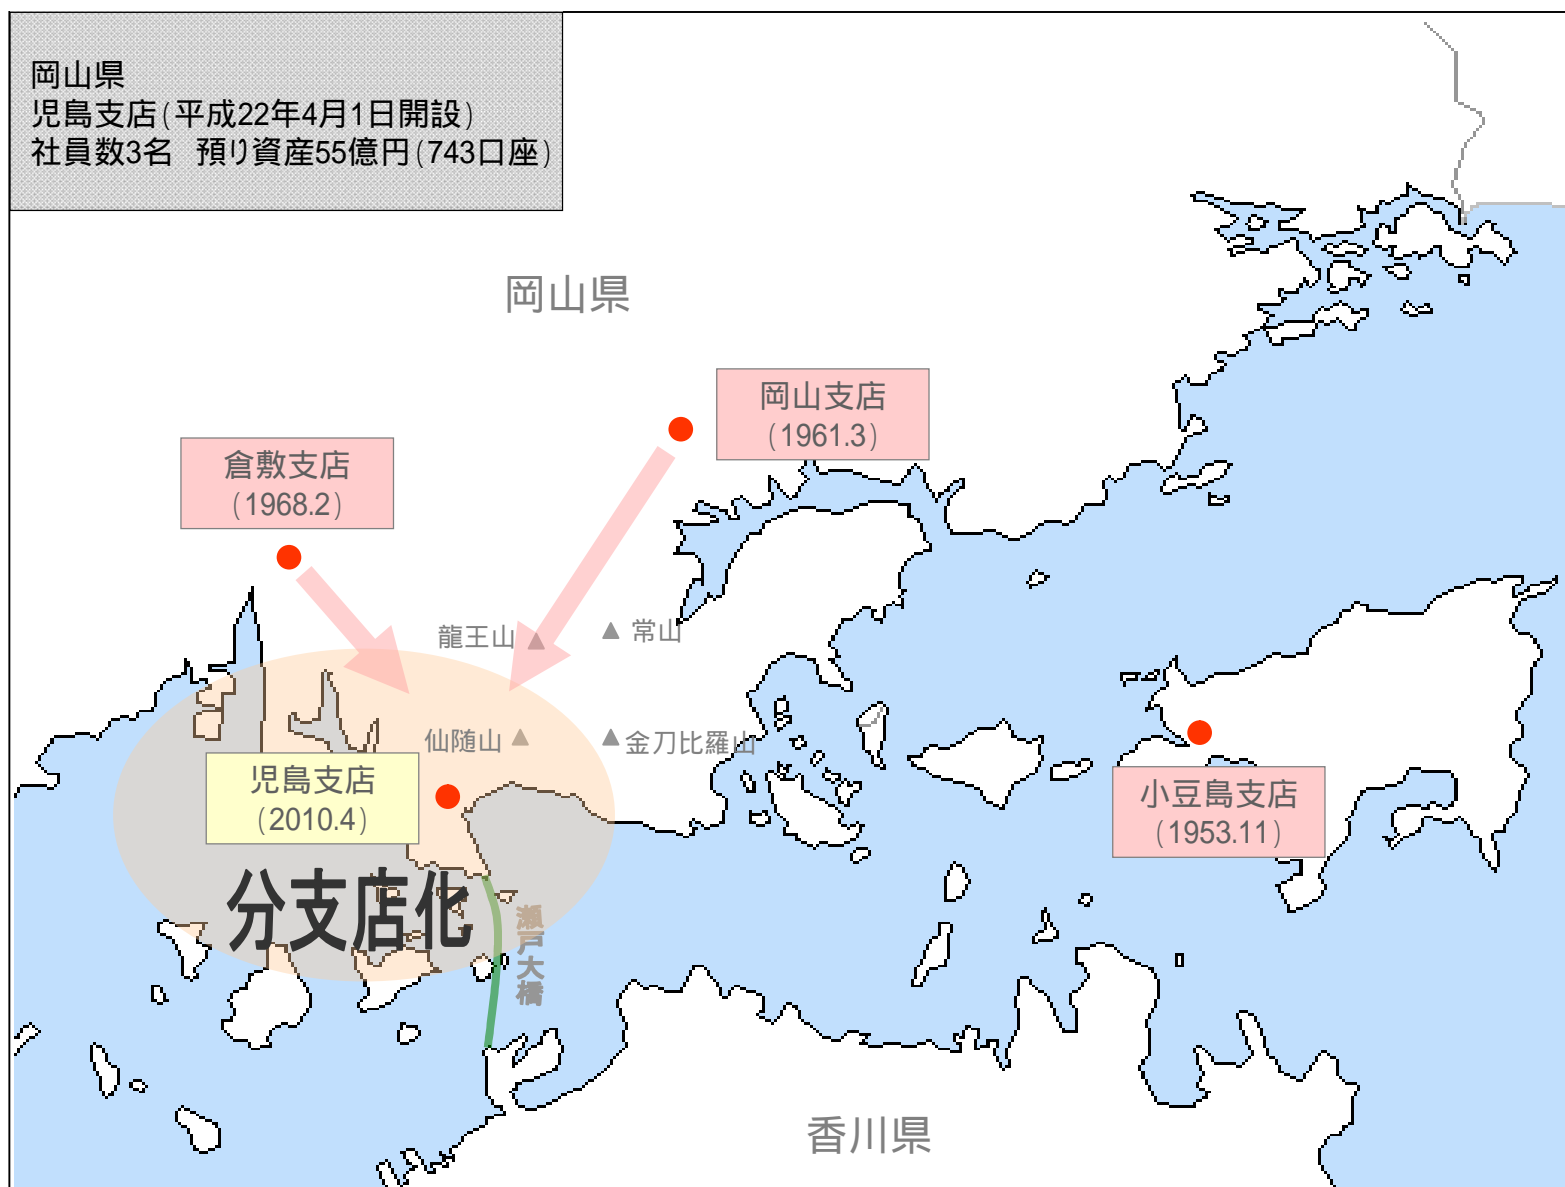 岡山県
児島支店(平成22年4月1日開設)
社員数3名 預り資産55億円(743口座)
岡山県
岡山支店
(1961.3)
倉敷支店
(1968.2)
龍王山
常山
仙随山
金刀比羅山
児島支店
(2010.4)
小豆島支店
(1953.11)
分支店化
瀬戸大橋
香川県